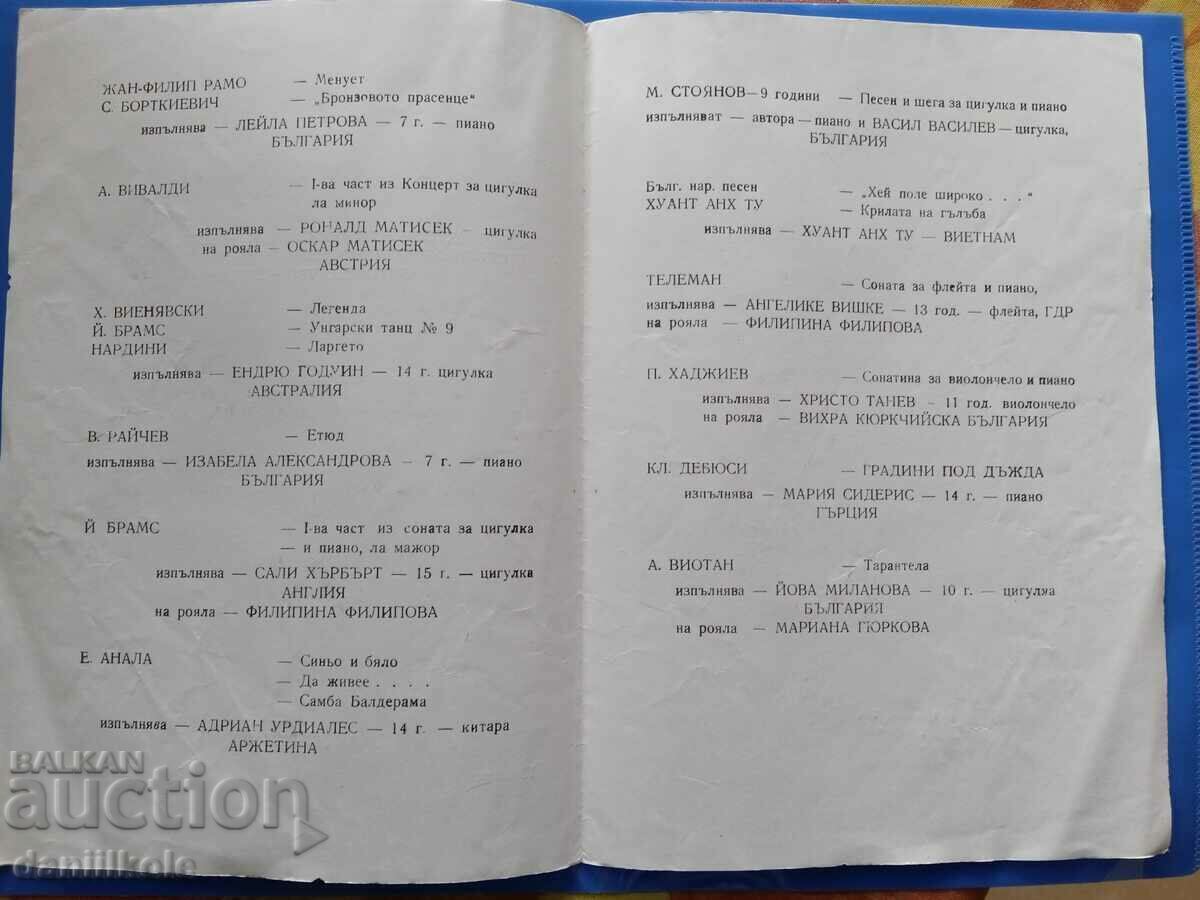 ЖАН-ФИЛИП РАМО — Менует
С. БОРТКИЕВИЧ — „Бронзовото прасенце“
изпълнява — ЛЕЙЛА ПЕТРОВА — 7 г. — пиано
БЪЛГАРИЯ
А. ВИВАЛДИ — I-ва част из Концерт за цигулка
ла минор
изпълнява — РОНАЛД МАТИСЕК — цигулка
на рояла — ОСКАР МАТИСЕК
АВСТРИЯ
Х. ВИЕНЯВСКИ — Легенда
Й. БРАМС — Унгарски танц № 9
НАРДИНИ — Ларгето
изпълнява — ЕНДРЮ ГОДУИН — 14 г. цигулка
АВСТРАЛИЯ
В. РАЙЧЕВ — Етюд
изпълнява — ИЗАБЕЛА АЛЕКСАНДРОВА — 7 г. — пиано
БЪЛГАРИЯ
Й БРАМС — I-ва част из соната за цигулка
— и пиано, ла мажор
изпълнява — САЛИ ХЪРБЪРТ — 15 г. — цигулка
АНГЛИЯ
на рояла — ФИЛИПИНА ФИЛИПОВА
Е. АНАЛА — Синьо и бяло
— Да живее . . . .
— Самба Балдерама
изпълнява — АДРИАН УРДИАЛЕС — 14 г. — китара
АРЖЕТИНА
М. СТОЯНОВ — 9 години — Песен и шега за цигулка и пиано
изпълняват — автора — пиано и ВАСИЛ ВАСИЛЕВ — цигулка,
БЪЛГАРИЯ
Бълг. нар. песен — „Хей поле широко . . .“
ХУАНТ АНХ ТУ — Крилата на гълъба
изпълнява — ХУАНТ АНХ ТУ — ВИЕТНАМ
ТЕЛЕМАН — Соната за флейта и пиано,
изпълнява — АНГЕЛИКЕ ВИШКЕ — 13 год. — флейта, ГДР
на рояла — ФИЛИПИНА ФИЛИПОВА
П. ХАДЖИЕВ — Сонатина за виолончело и пиано
изпълнява — ХРИСТО ТАНЕВ - 11 год. виолончело
на рояла — ВИХРА КЮРКЧИЙСКА БЪЛГАРИЯ
КЛ. ДЕБЮСИ — ГРАДИНИ ПОД ДЪЖДА
изпълнява — МАРИЯ СИДЕРИС — 14 г. — пиано
ГЪРЦИЯ
А. ВИОТАН — Тарантела
изпълнява — ЙОВА МИЛАНОВА — 10 г. — цигулка
БЪЛГАРИЯ
на рояла — МАРИАНА ГЮРКОВА
BALKAN
auction
daniilkole